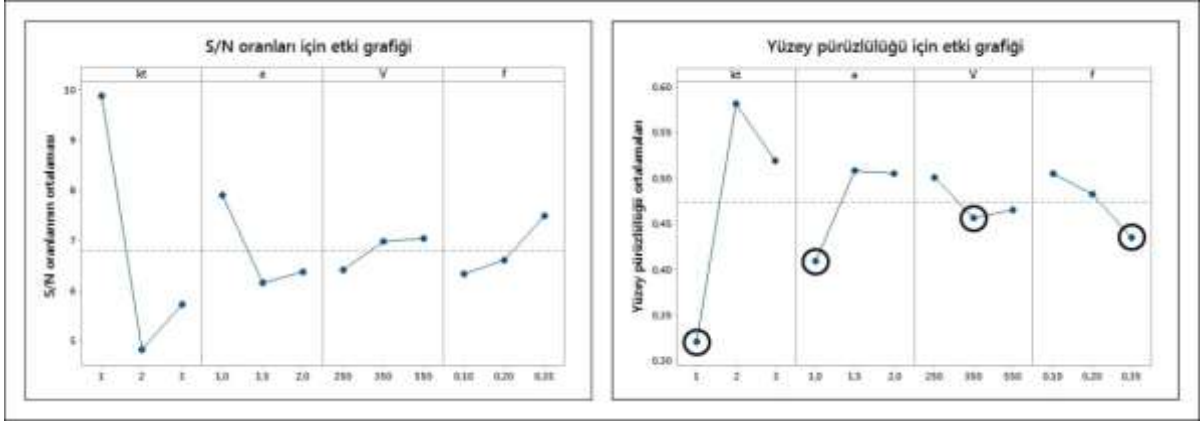 S/N oranları için etki grafiği
kt a V f
S/N oranlarının ortalaması
10
9
8
7
6
5
1 2 3 1,0 1,5 2,0 250 350 550 0,10 0,20 0,35
Yüzey pürüzlülüğü için etki grafiği
kt a V f
Yüzey pürüzlülüğü ortalamaları
0,60
0,55
0,50
0,45
0,40
0,35
0,30
1 2 3 1,0 1,5 2,0 250 350 550 0,10 0,20 0,35